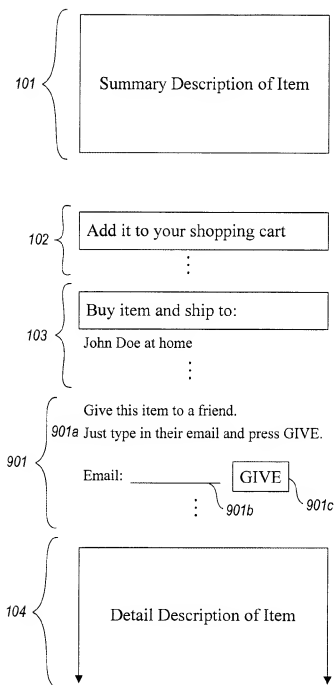 101
Summary Description of Item
102
Add it to your shopping cart
103
Buy item and ship to:
John Doe at home
Give this item to a friend.
901a Just type in their email and press GIVE.
901
Email: ____________ GIVE
901b
901c
104
Detail Description of Item